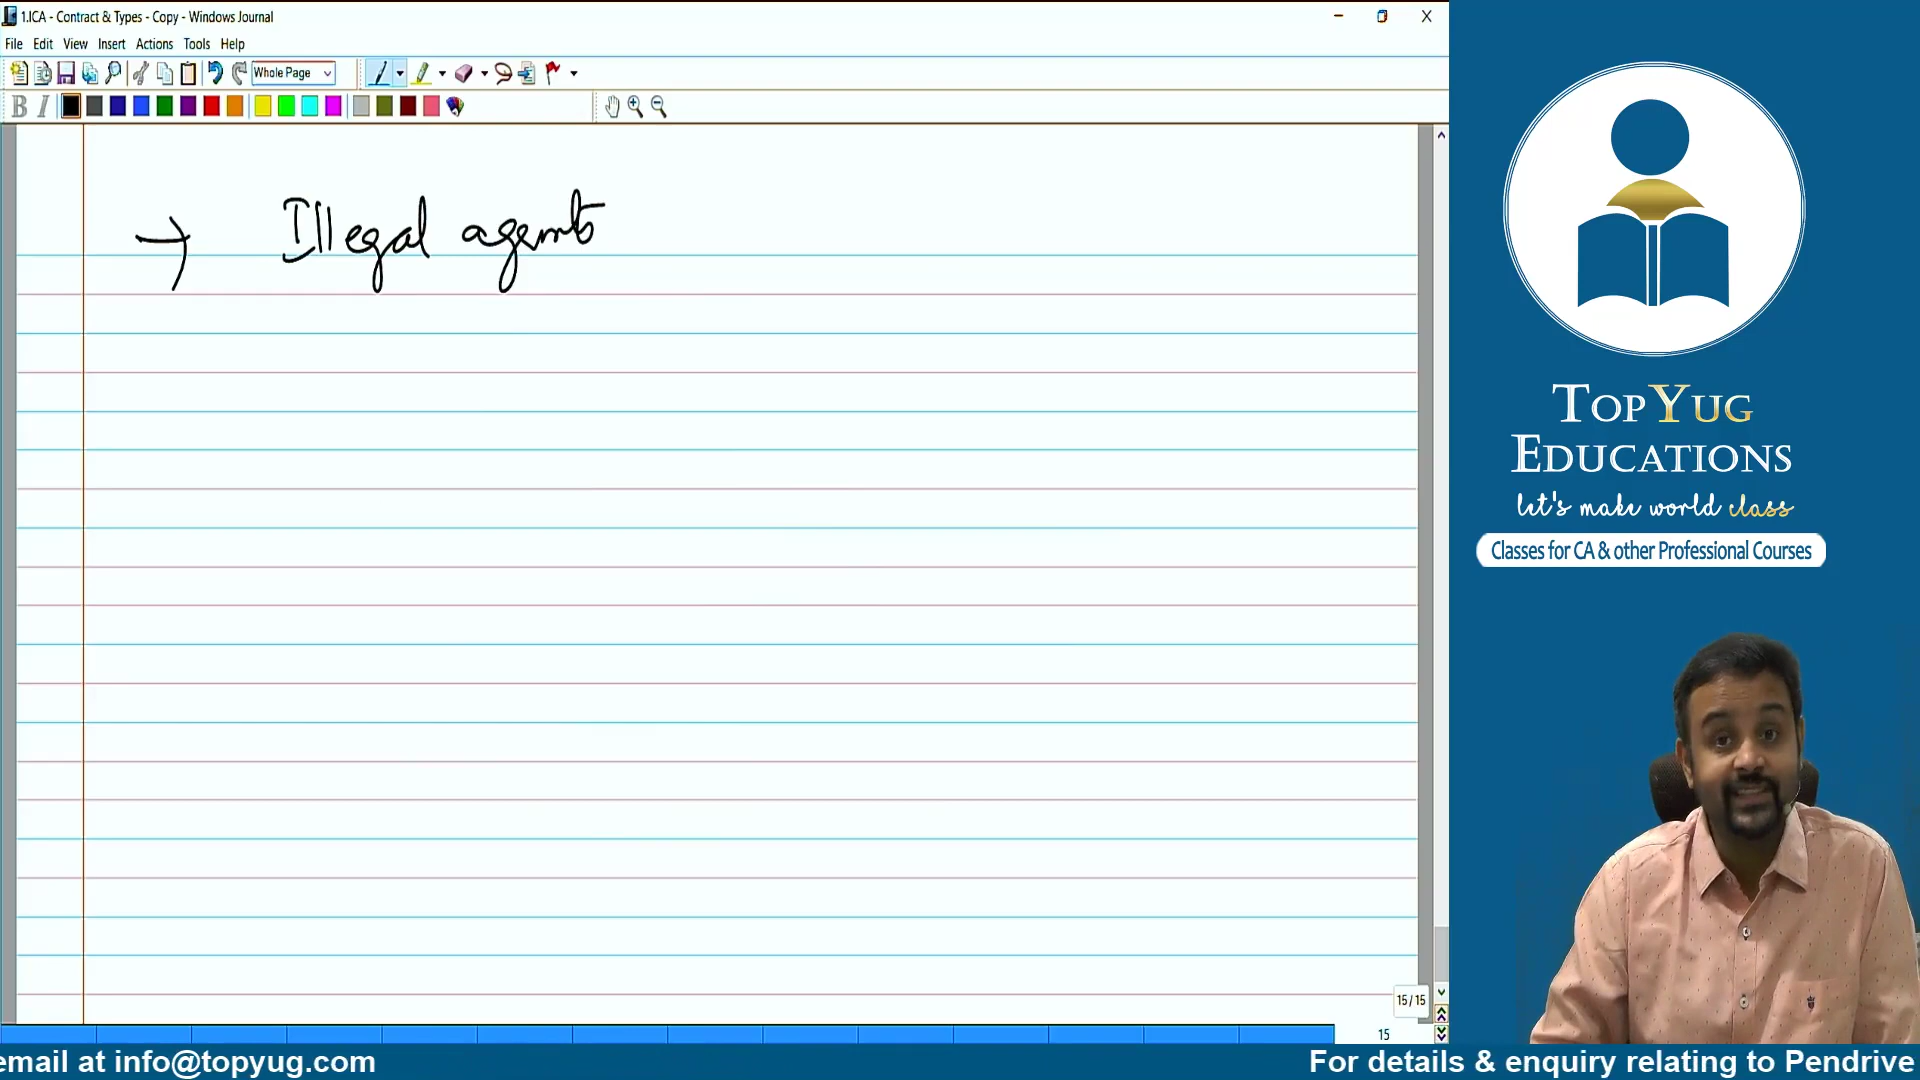 1.ICA - Contract & Types - Copy - Windows Journal
File Edit View Insert Actions Tools Help
Whole Page
B I
→ Illegal agents
15 / 15
15
TOPYUG
EDUCATIONS
let's make world class
Classes for CA & other Professional Courses
email at info@topyug.com
For details & enquiry relating to Pendrive